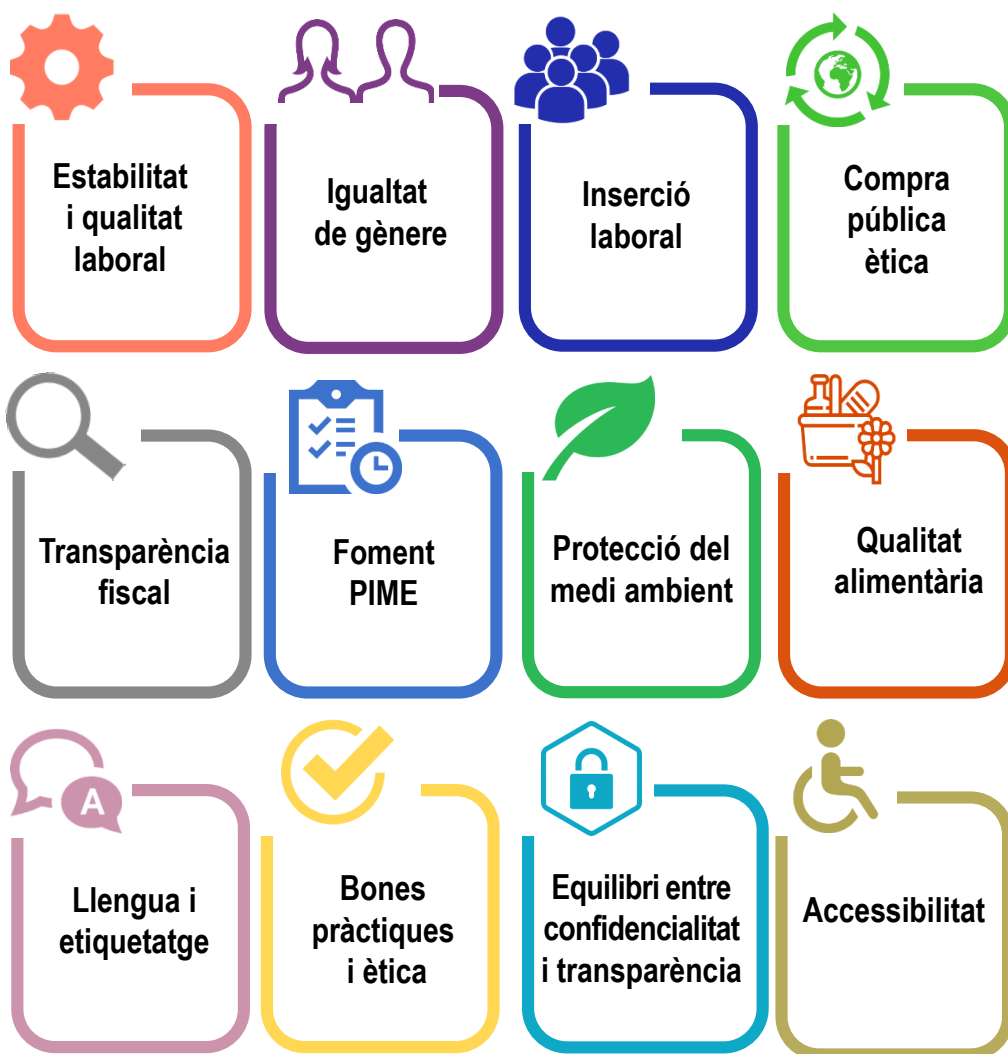 Estabilitat
i qualitat
laboral
Igualtat
de gènere
Inserció
laboral
Compra
pública
ètica
Transparència
fiscal
Foment
PIME
Protecció del
medi ambient
Qualitat
alimentària
A
Llengua i
etiquetatge
Bones
pràctiques
i ètica
Equilibri entre
confidencialitat
i transparència
Accessibilitat